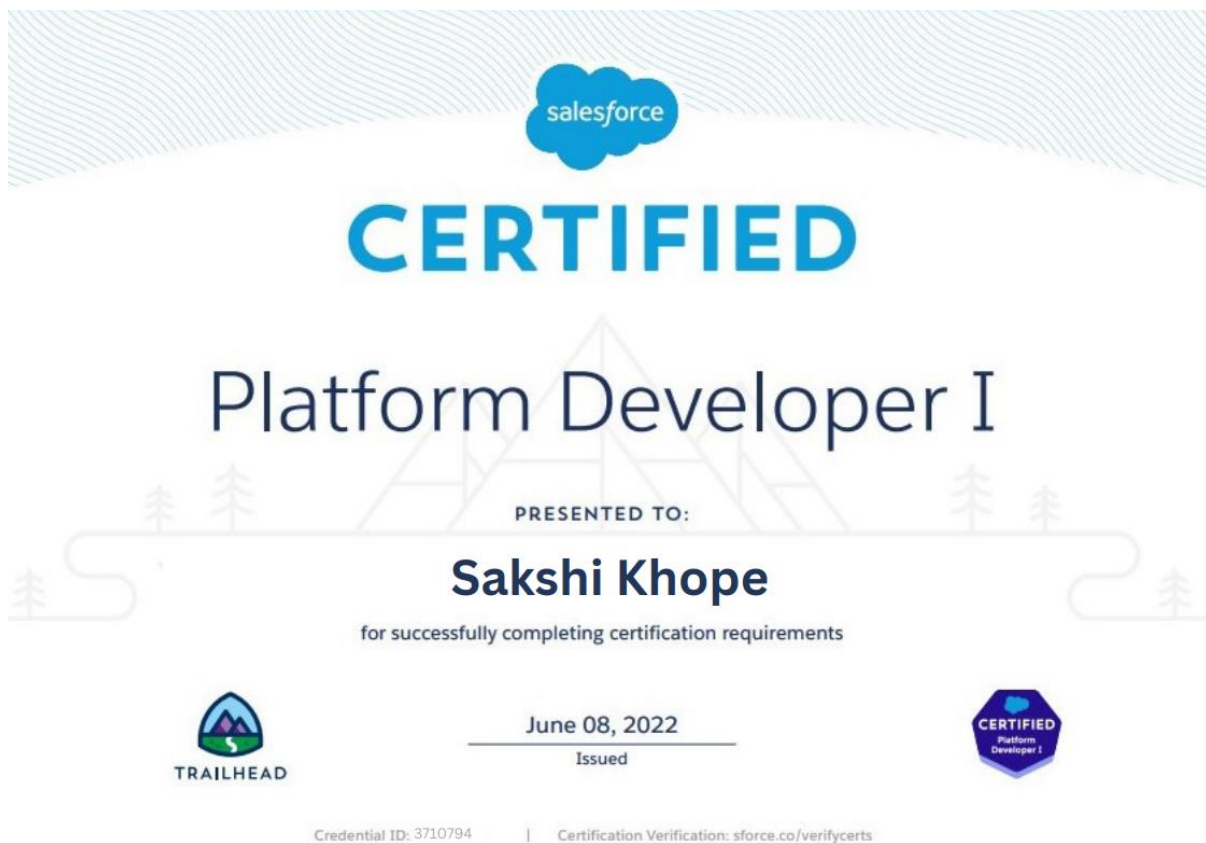 salesforce
CERTIFIED
Platform Developer I
PRESENTED TO:
Sakshi Khope
for successfully completing certification requirements
June 08, 2022
Issued
TRAILHEAD
CERTIFIED
Platform
Developer I
Credential ID: 3710794 | Certification Verification: sforce.co/verifycerts